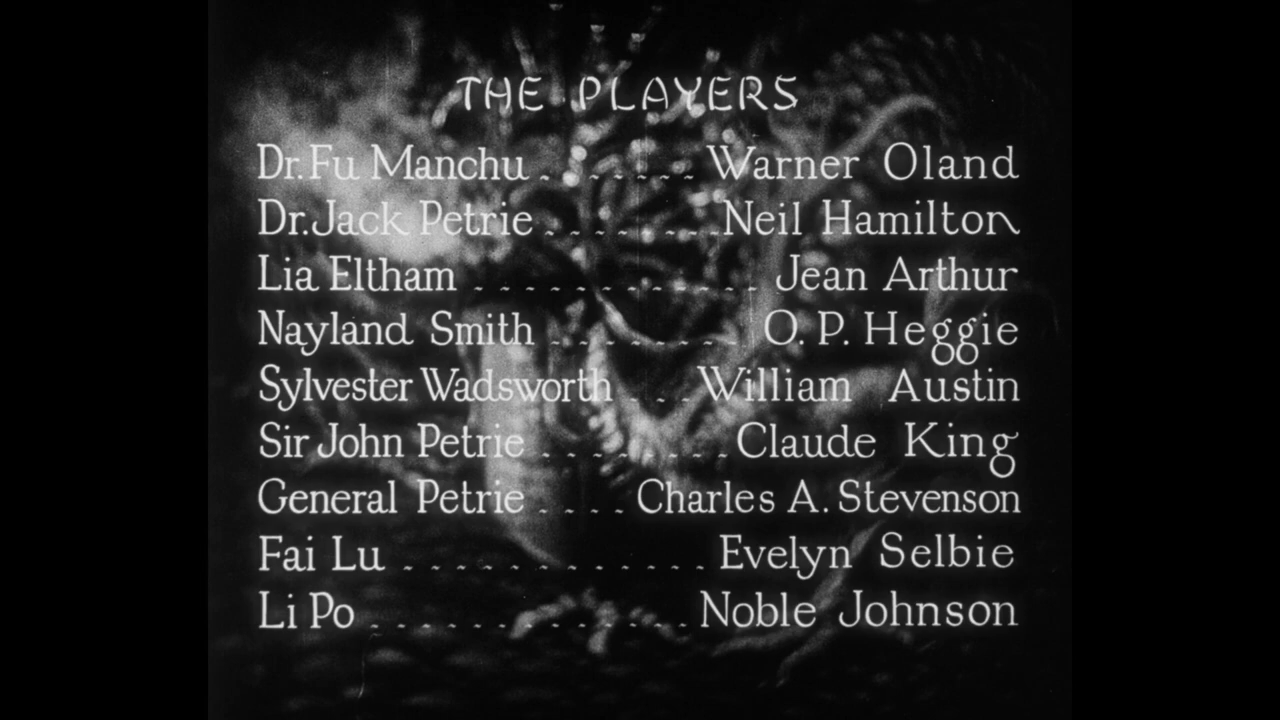 THE PLAYERS
Dr. Fu Manchu . . . . . . . Warner Oland
Dr. Jack Petrie . . . . . . . . Neil Hamilton
Lia Eltham . . . . . . . . . . . . . Jean Arthur
Nayland Smith . . . . . . . . . O. P. Heggie
Sylvester Wadsworth . . . William Austin
Sir John Petrie . . . . . . . . Claude King
General Petrie . . . . Charles A. Stevenson
Fai Lu . . . . . . . . . . . . Evelyn Selbie
Li Po . . . . . . . . . . . . . Noble Johnson